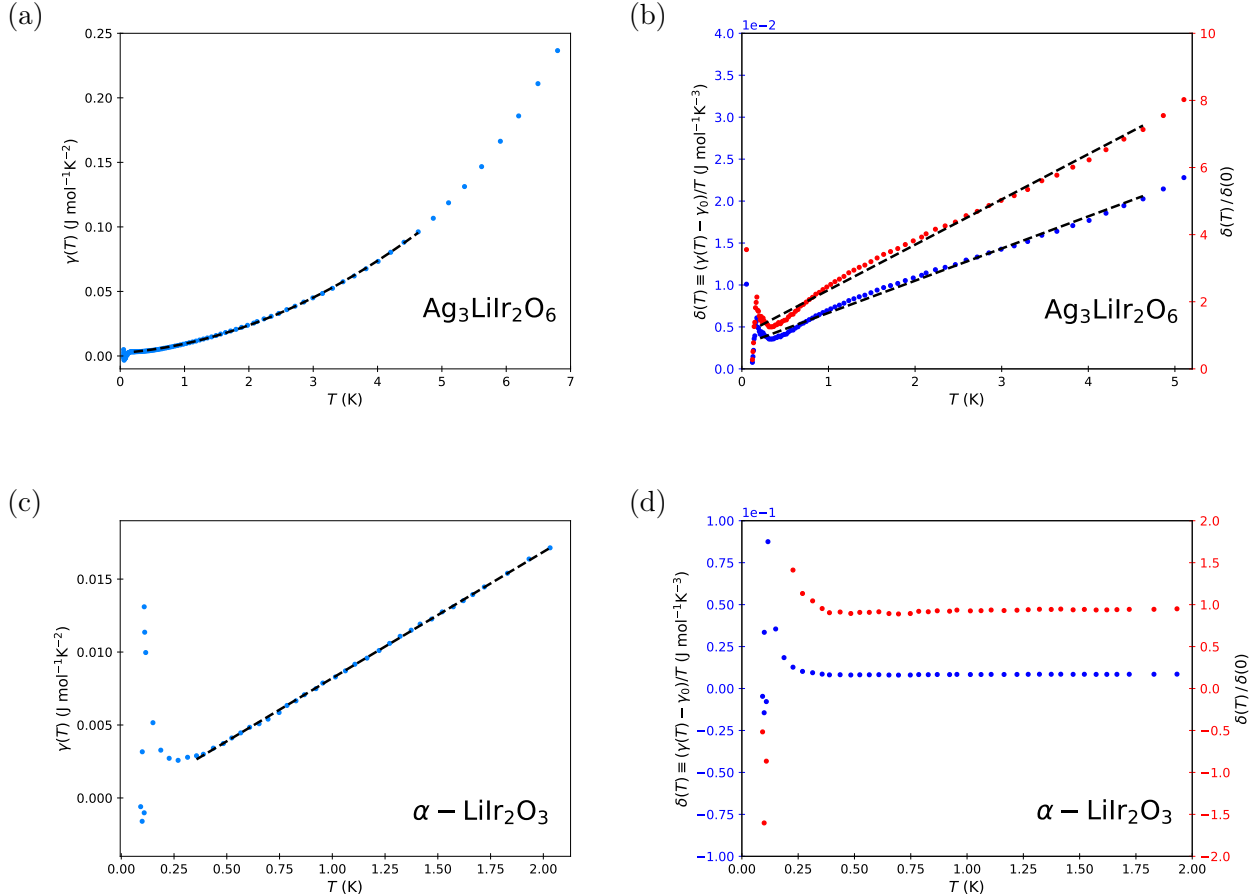 (a)
0.25
0.20
0.15
0.10
0.05
0.00
γ(T) (J mol⁻¹K⁻²)
0 1 2 3 4 5 6 7
T (K)
Ag₃LiIr₂O₆
(b)
1e−2
4.0
3.5
3.0
2.5
2.0
1.5
1.0
0.5
0.0
δ(T) ≡ (γ(T) − γ₀)/T (J mol⁻¹K⁻³)
0 1 2 3 4 5
T (K)
10
8
6
4
2
0
δ(T)/δ(0)
Ag₃LiIr₂O₆
(c)
0.015
0.010
0.005
0.000
γ(T) (J mol⁻¹K⁻²)
0.00 0.25 0.50 0.75 1.00 1.25 1.50 1.75 2.00
T (K)
α − LiIr₂O₃
(d)
1e−1
1.00
0.75
0.50
0.25
0.00
−0.25
−0.50
−0.75
−1.00
δ(T) ≡ (γ(T) − γ₀)/T (J mol⁻¹K⁻³)
0.00 0.25 0.50 0.75 1.00 1.25 1.50 1.75 2.00
T (K)
2.0
1.5
1.0
0.5
0.0
−0.5
−1.0
−1.5
−2.0
δ(T)/δ(0)
α − LiIr₂O₃